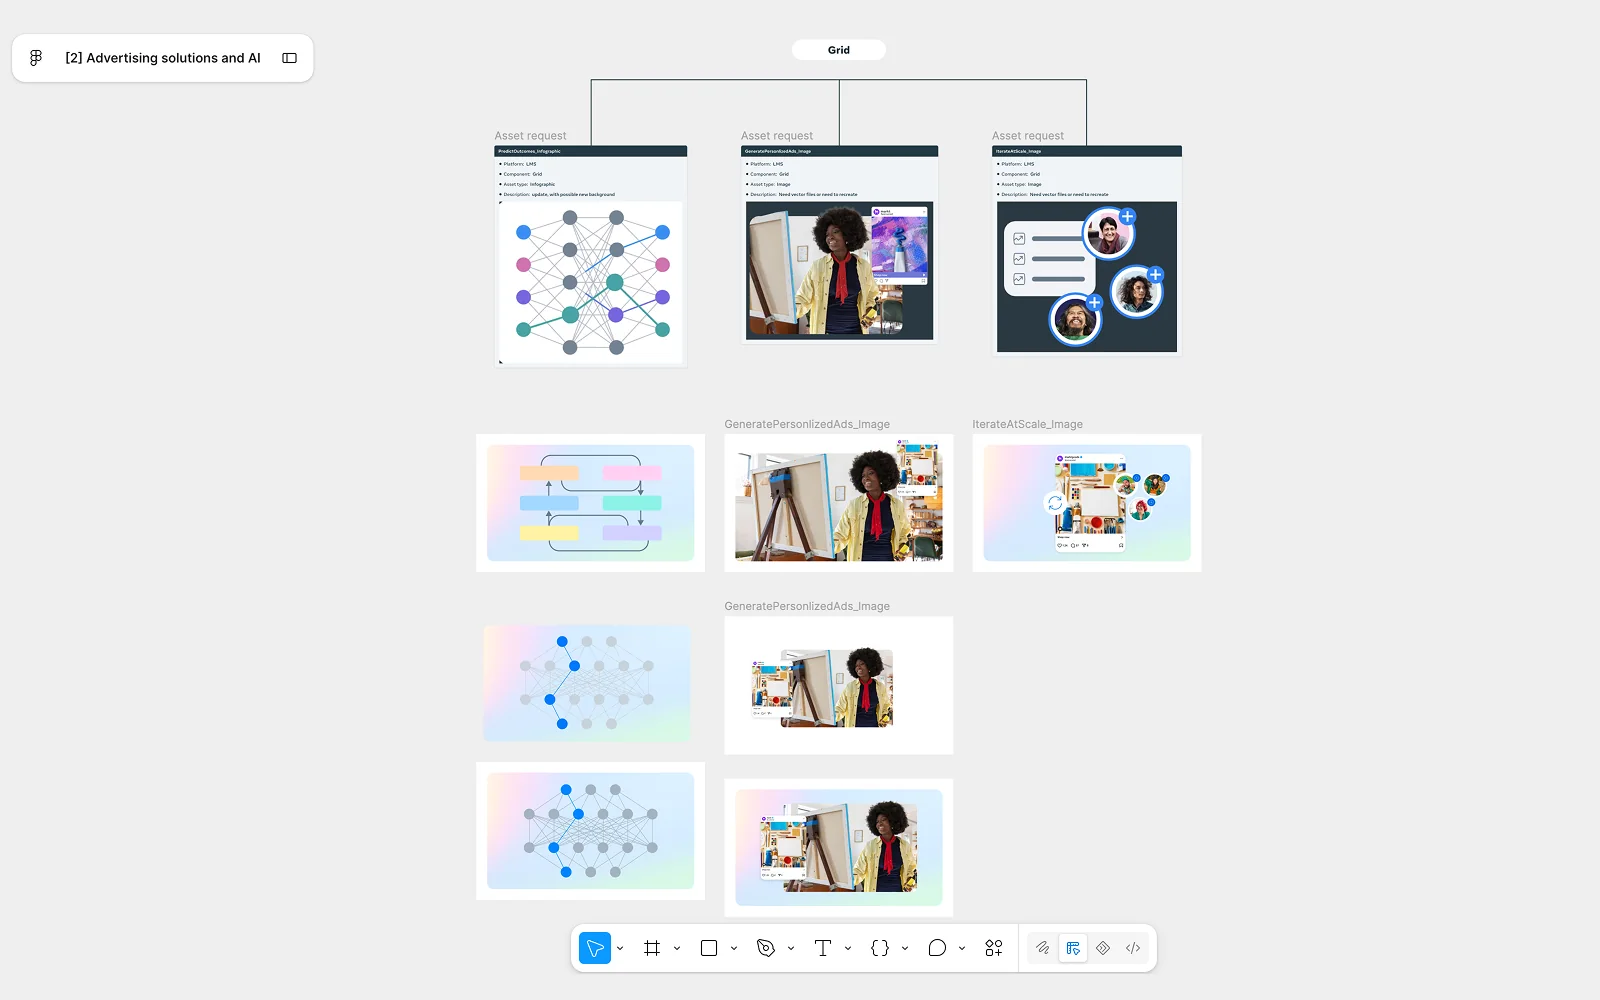 [2] Advertising solutions and AI
Grid
Asset request
PredictOutcomes_Infographic
Platform: LMS
Component: Grid
Asset type: Infographic
Description: update, with possible new background
Asset request
GeneratePersonlizedAds_Image
Platform: LMS
Component: Grid
Asset type: Image
Description: Need vector files or need to recreate
Asset request
IterateAtScale_Image
Platform: LMS
Component: Grid
Asset type: Image
Description: Need vector files or need to recreate
GeneratePersonlizedAds_Image
IterateAtScale_Image
GeneratePersonlizedAds_Image